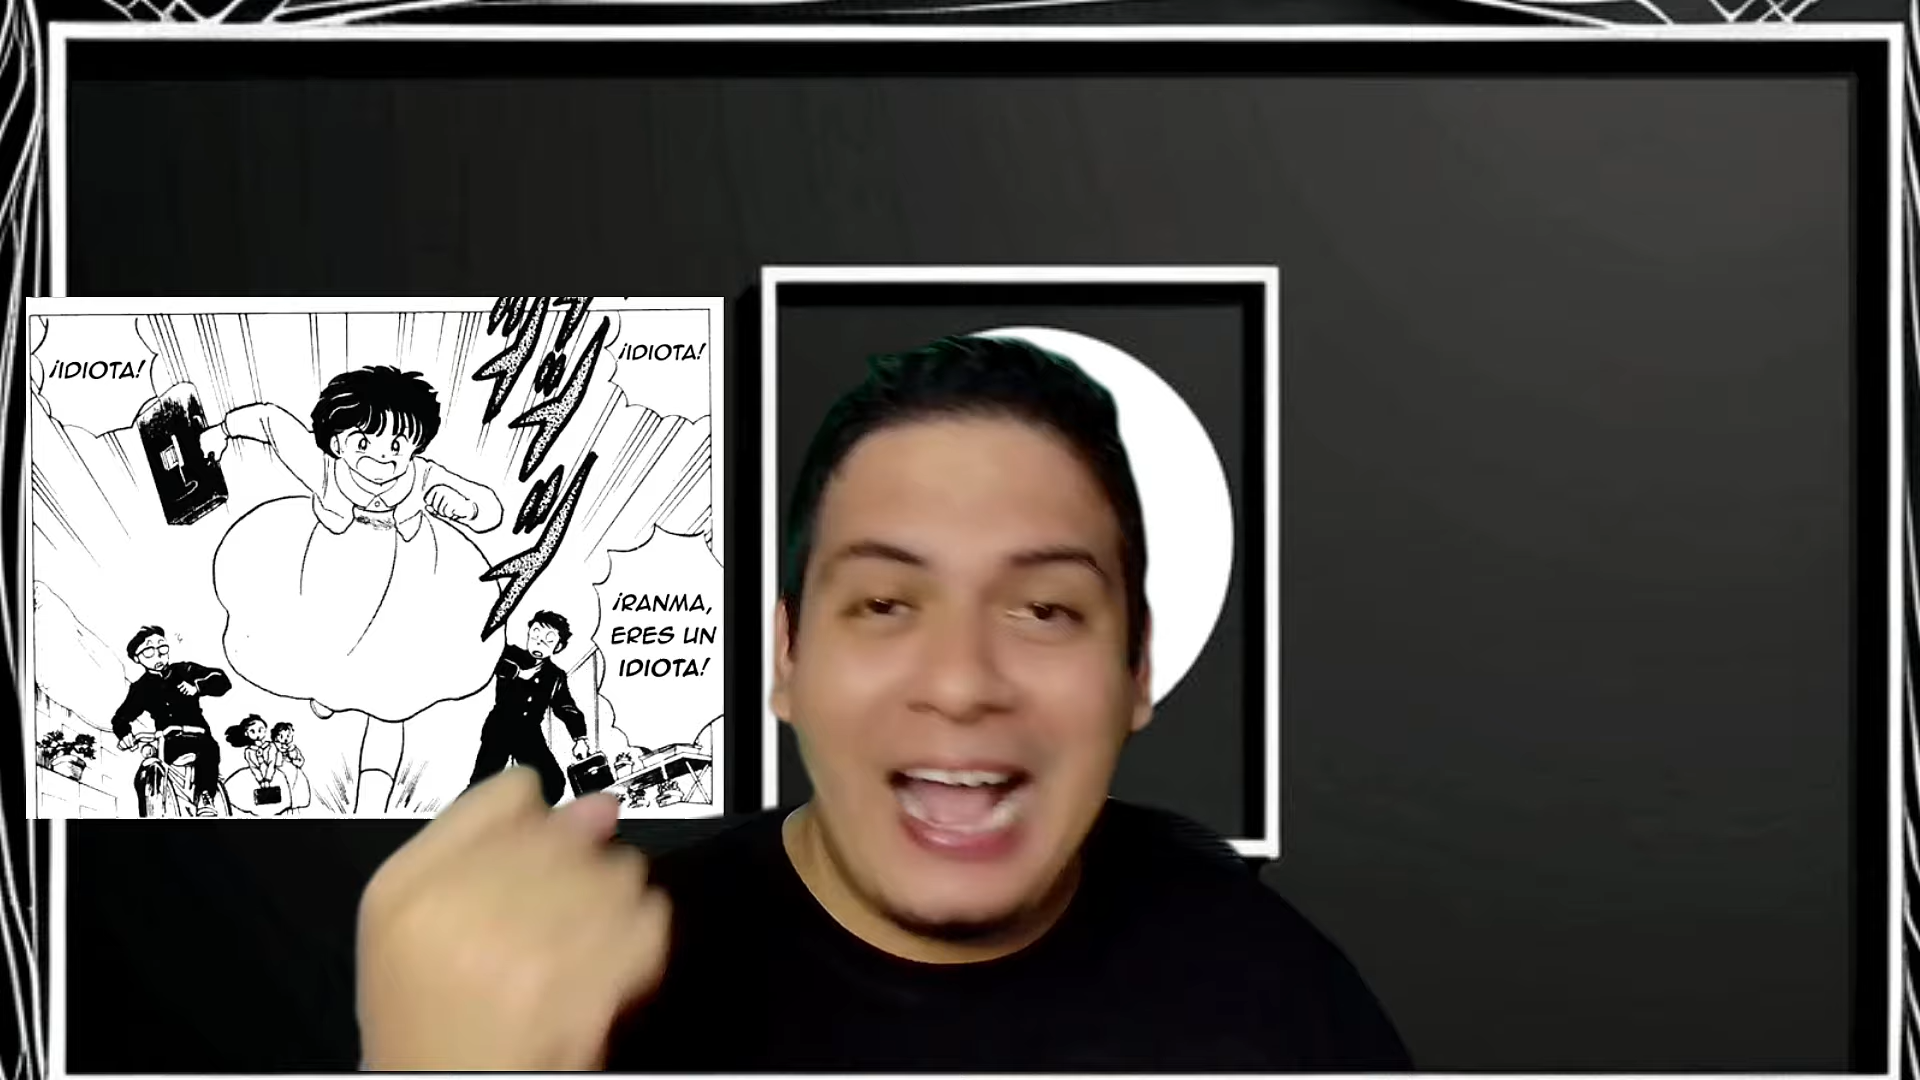 ¡IDIOTA!
¡IDIOTA!
¡RANMA,
ERES UN
IDIOTA!